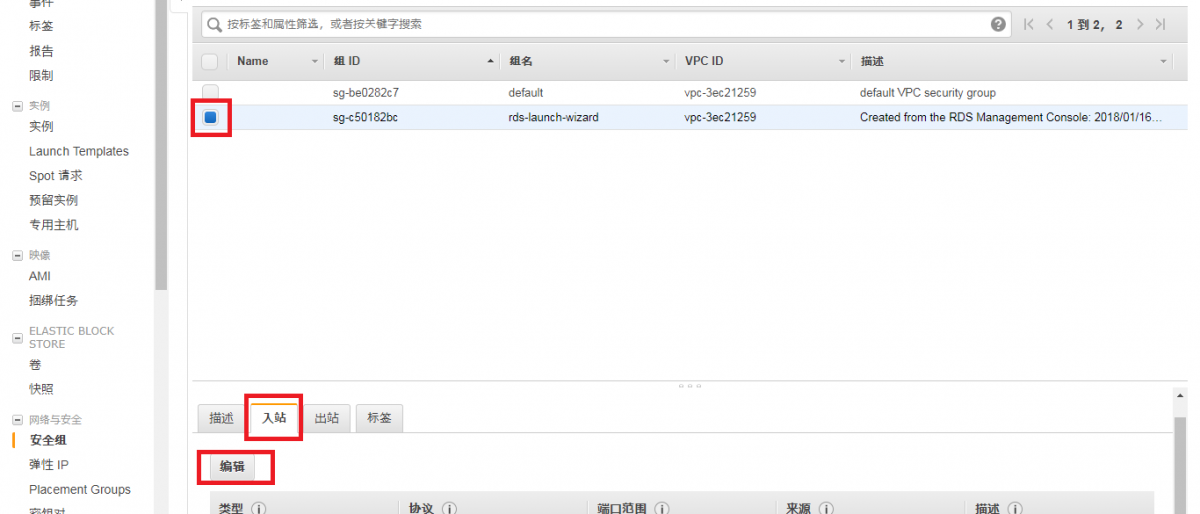 事件
标签
报告
限制
实例
实例
Launch Templates
Spot 请求
预留实例
专用主机
映像
AMI
捆绑任务
ELASTIC BLOCK
STORE
卷
快照
网络与安全
安全组
弹性 IP
Placement Groups
密钥对
按标签和属性筛选，或者按关键字搜索
1 到 2， 2
Name 组 ID 组名 VPC ID 描述
sg-be0282c7 default vpc-3ec21259 default VPC security group
sg-c50182bc rds-launch-wizard vpc-3ec21259 Created from the RDS Management Console: 2018/01/16...
描述 入站 出站 标签
编辑
类型 协议 端口范围 来源 描述